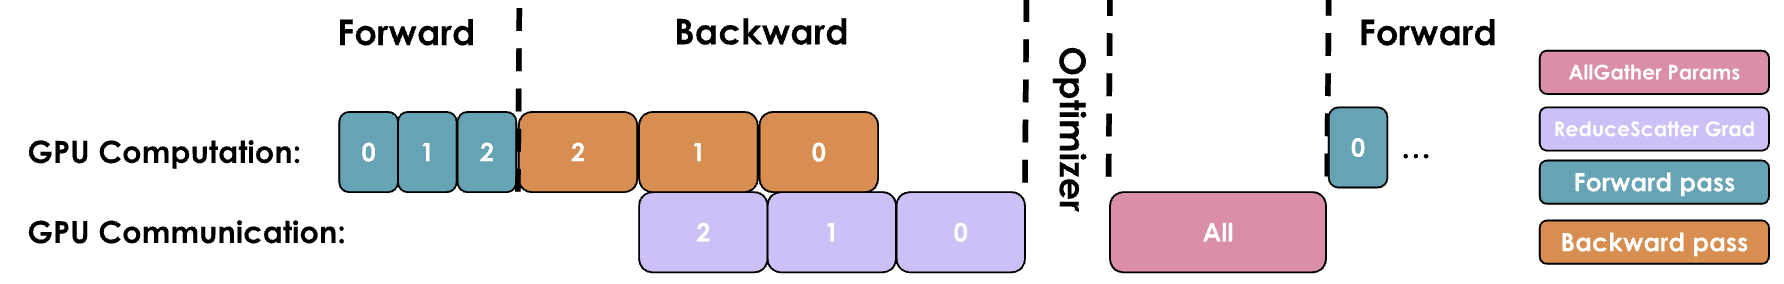 Forward
Backward
Optimizer
Forward
GPU Computation:
0 1 2 2 1 0
0 ...
GPU Communication:
2 1 0
All
AllGather Params
ReduceScatter Grad
Forward pass
Backward pass